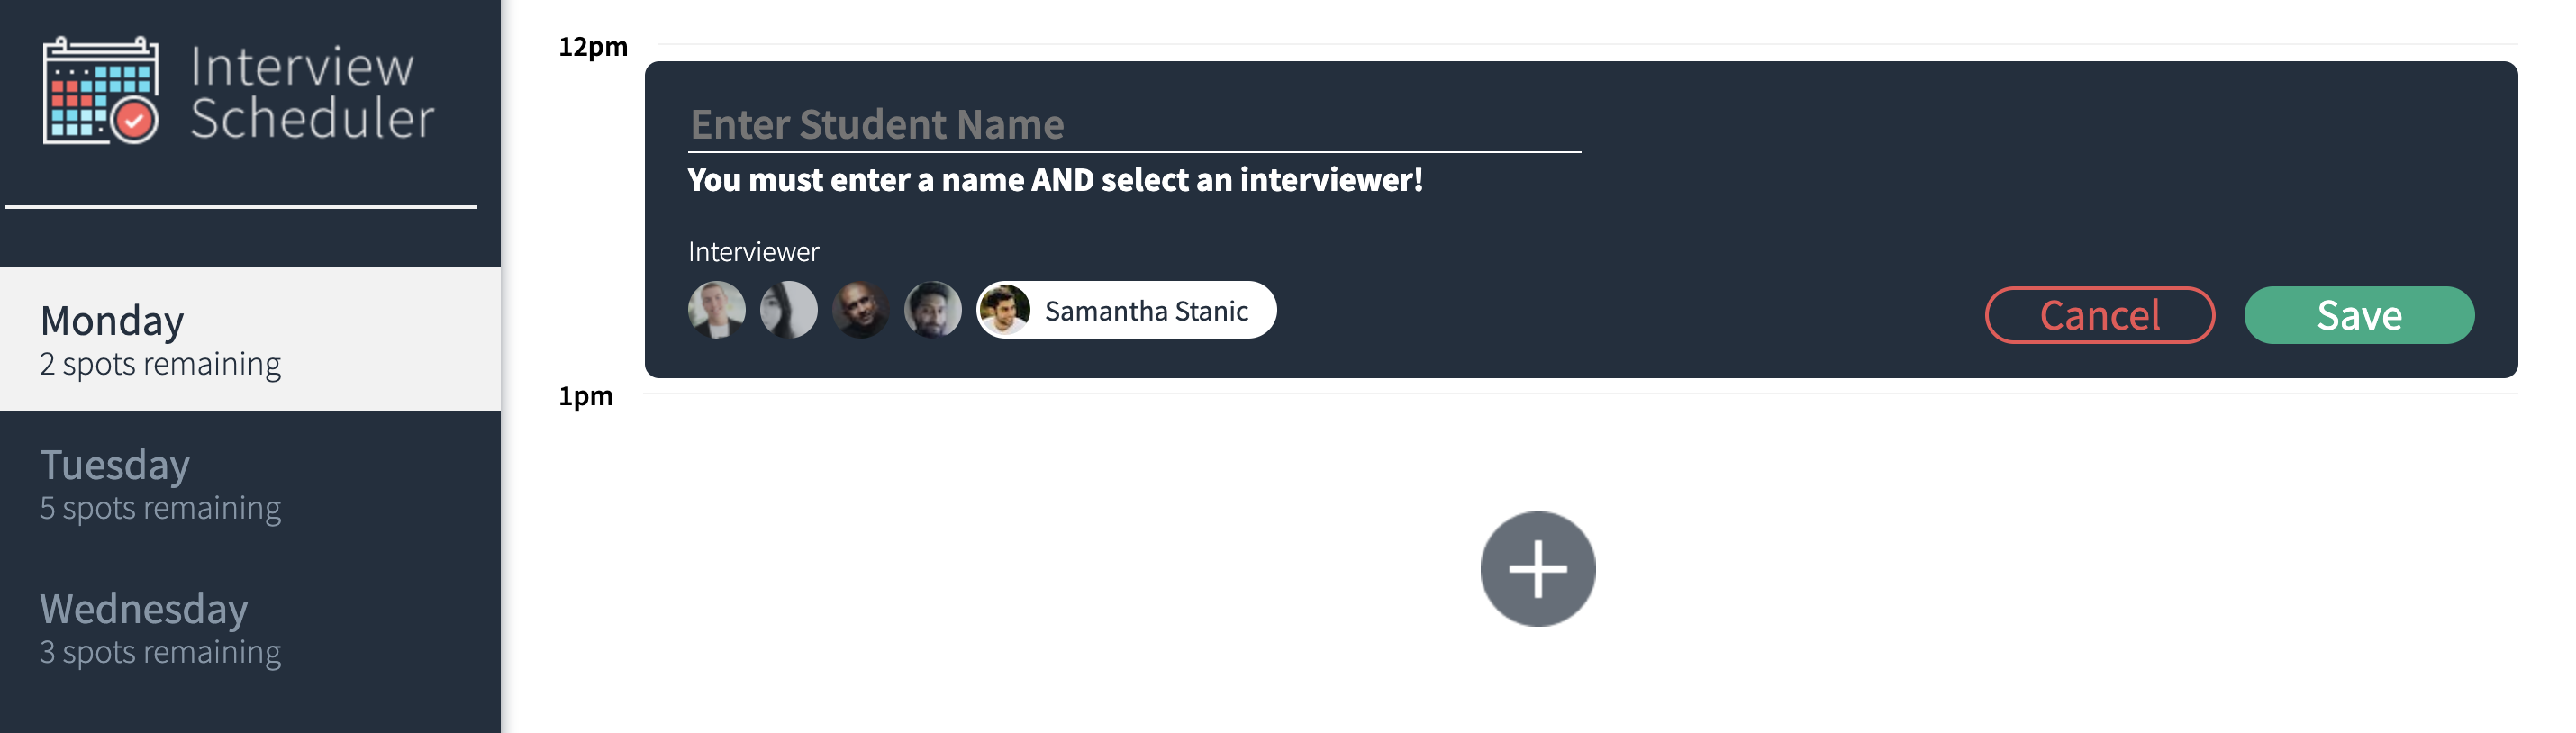 Interview
Scheduler
Monday
2 spots remaining
Tuesday
5 spots remaining
Wednesday
3 spots remaining
12pm
Enter Student Name
You must enter a name AND select an interviewer!
Interviewer
Samantha Stanic
Cancel
Save
1pm